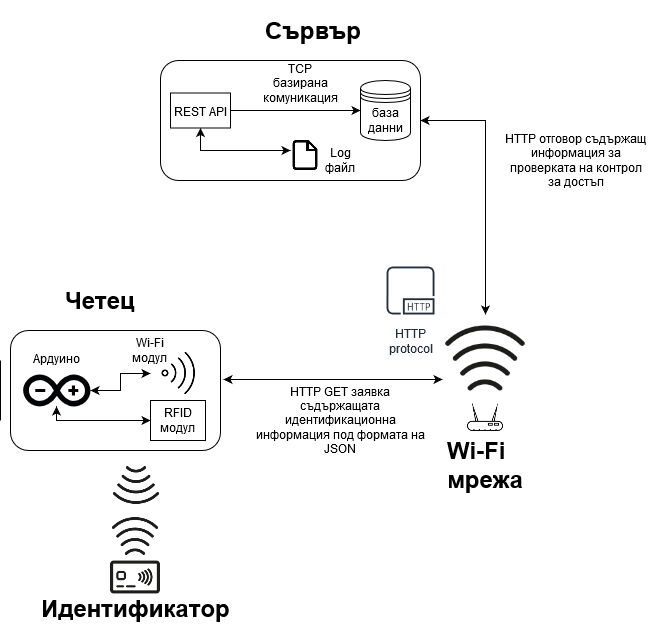 Сървър
TCP
базирана
комуникация
REST API
база
данни
Log
файл
HTTP отговор съдържащ
информация за
проверката на контрол
за достъп
HTTP
HTTP
protocol
Четец
Wi-Fi
модул
Ардуино
RFID
модул
HTTP GET заявка
съдържащата
идентификационна
информация под формата на
JSON
Wi-Fi
мрежа
Идентификатор